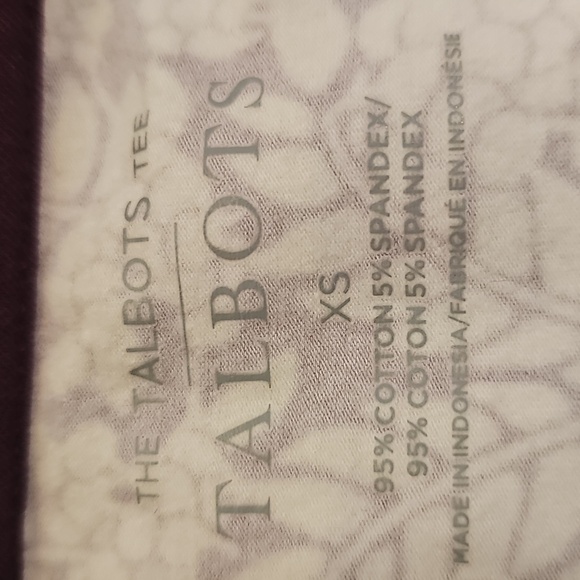 THE TALBOTS TEE
TALBOTS
XS
95% COTTON 5% SPANDEX/
95% COTON 5% SPANDEX
MADE IN INDONESIA/FABRIQUÉ EN INDONÉSIE